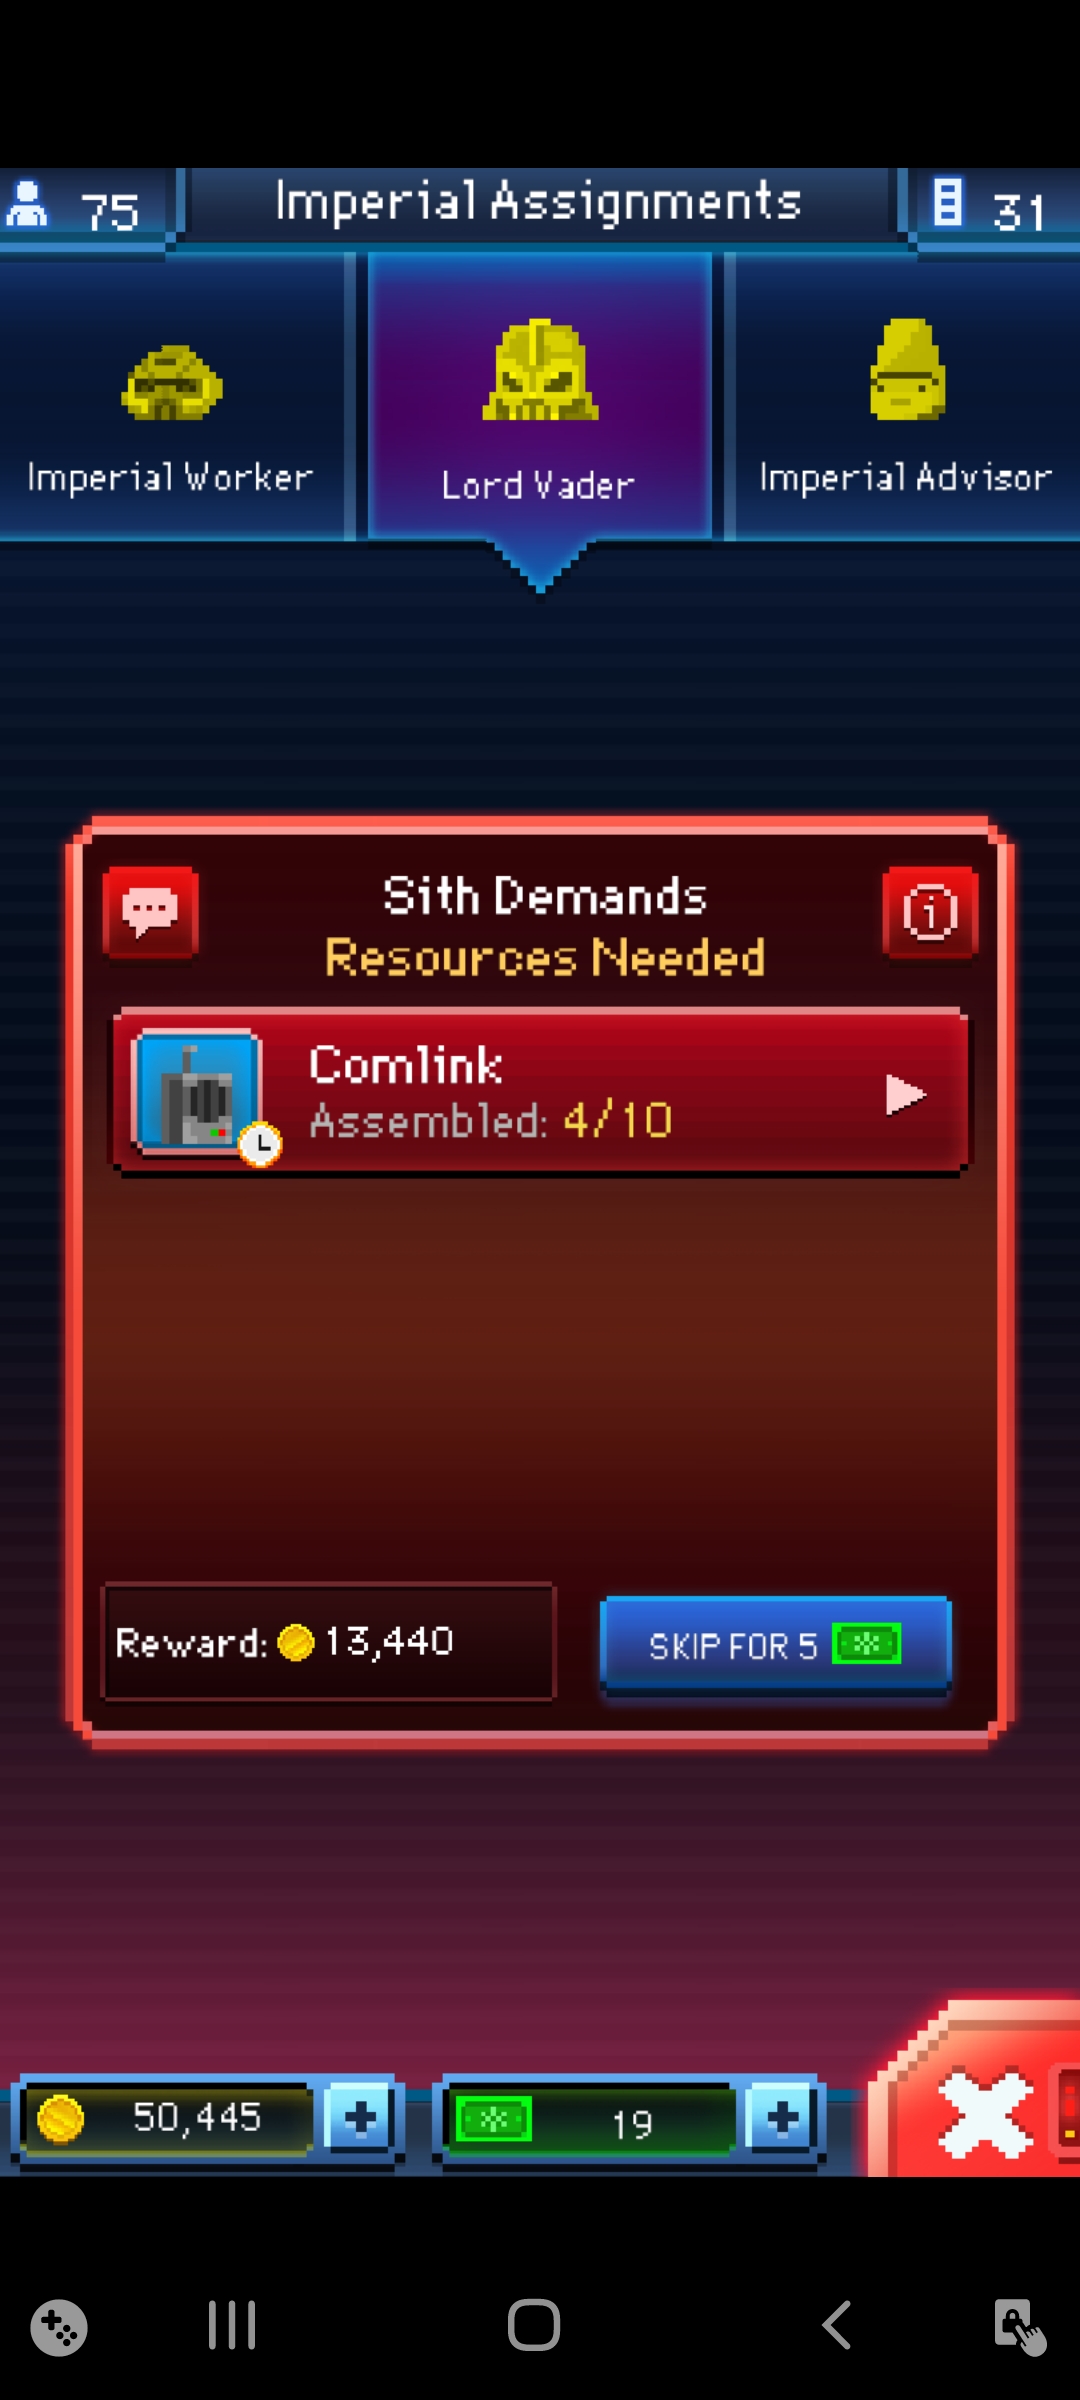 75
Imperial Assignments
31
Imperial Worker
Lord Vader
Imperial Advisor
Sith Demands
Resources Needed
Comlink
Assembled: 4/10
Reward: 13,440
SKIP FOR 5
50,445
19